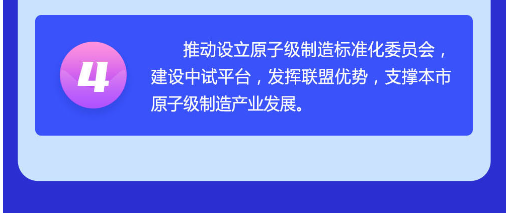 4
推动设立原子级制造标准化委员会，
建设中试平台，发挥联盟优势，支撑本市
原子级制造产业发展。